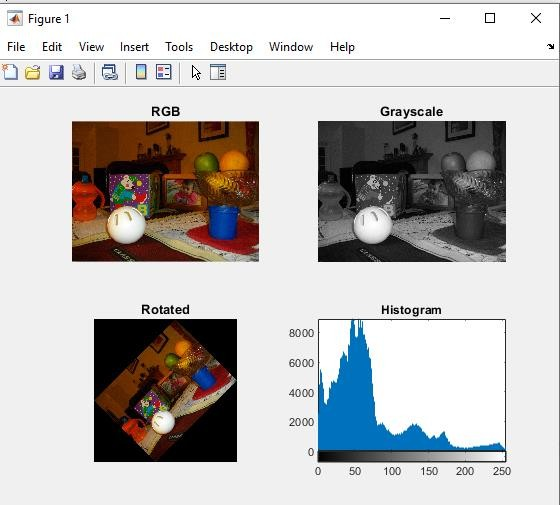 Figure 1
File Edit View Insert Tools Desktop Window Help
RGB
Grayscale
Rotated
Histogram
8000
6000
4000
2000
0
0 50 100 150 200 250